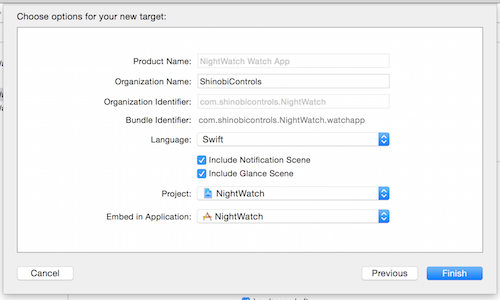 Choose options for your new target:
Product Name: NightWatch Watch App
Organization Name: ShinobiControls
Organization Identifier: com.shinobicontrols.NightWatch
Bundle Identifier: com.shinobicontrols.NightWatch.watchapp
Language: Swift
Include Notification Scene
Include Glance Scene
Project: NightWatch
Embed in Application: NightWatch
Cancel Previous Finish